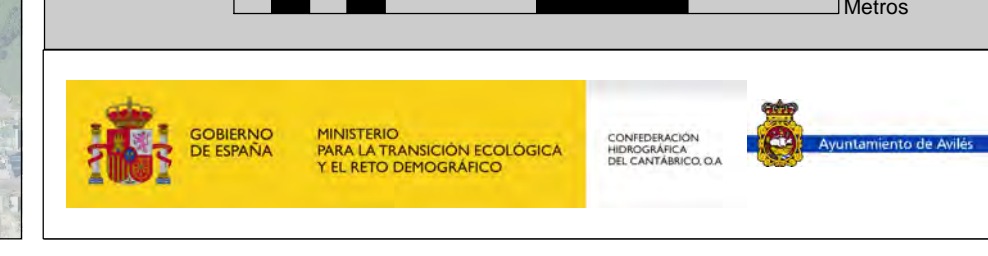 Metros
GOBIERNO
DE ESPAÑA
MINISTERIO
PARA LA TRANSICIÓN ECOLÓGICA
Y EL RETO DEMOGRÁFICO
CONFEDERACIÓN
HIDROGRÁFICA
DEL CANTÁBRICO, O.A
Ayuntamiento de Avilés